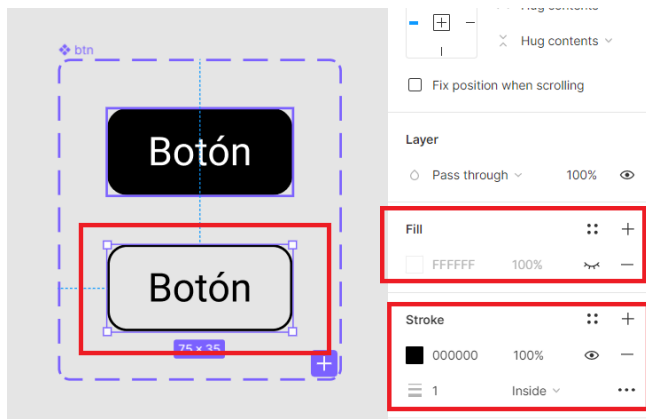 btn
Botón
Botón
75 × 35
Hug contents
Hug contents
Fix position when scrolling
Layer
Pass through
100%
Fill
FFFFFF
100%
Stroke
000000
100%
1
Inside